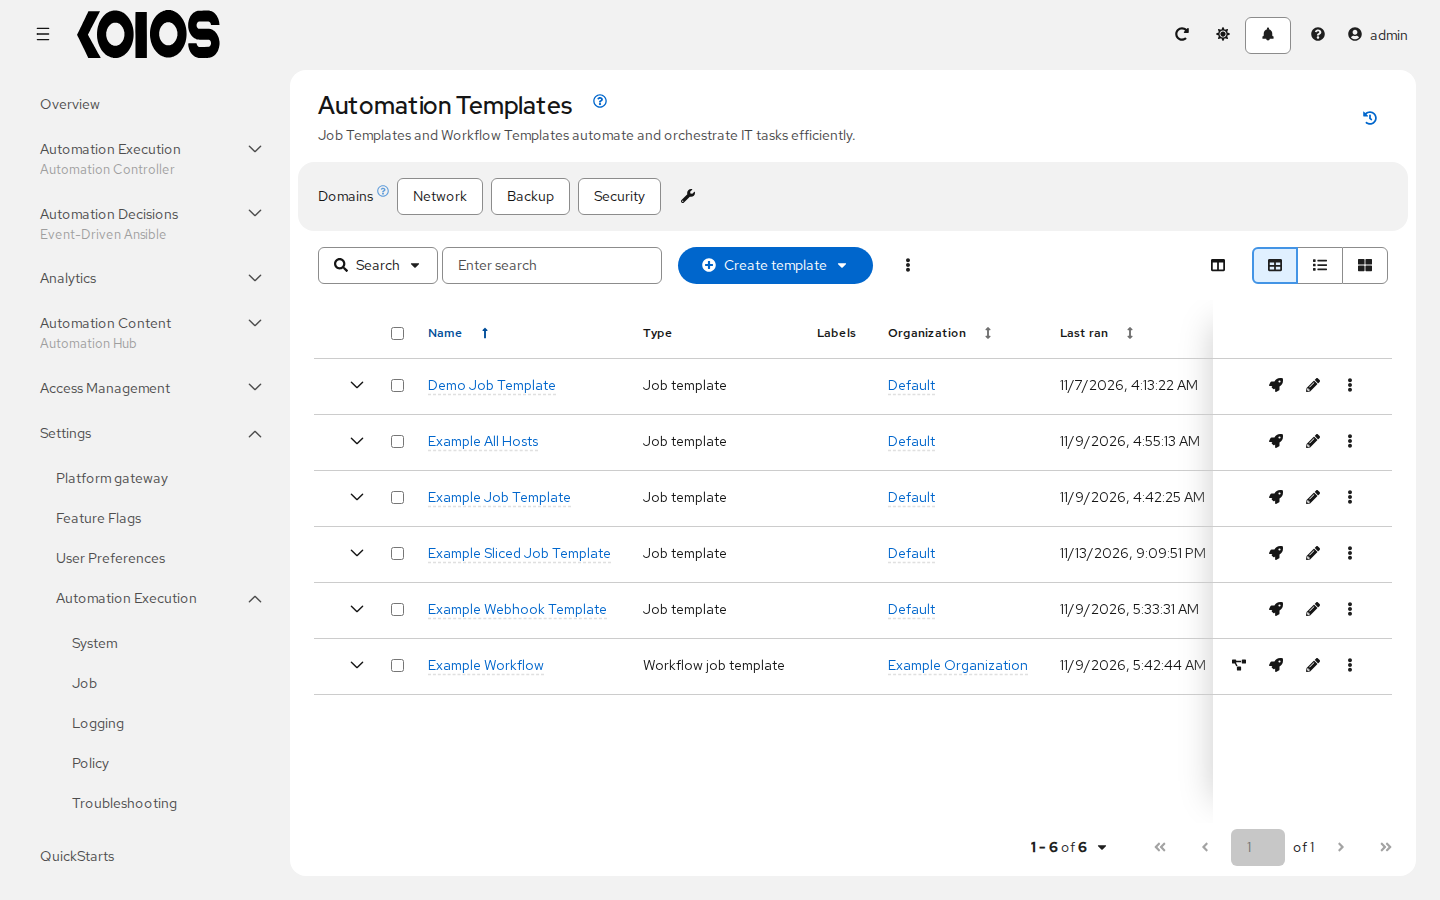 KOIOS
admin
Overview
Automation Execution
Automation Controller
Automation Decisions
Event-Driven Ansible
Analytics
Automation Content
Automation Hub
Access Management
Settings
Platform gateway
Feature Flags
User Preferences
Automation Execution
System
Job
Logging
Policy
Troubleshooting
QuickStarts
Automation Templates
Job Templates and Workflow Templates automate and orchestrate IT tasks efficiently.
Domains Network Backup Security
Search Enter search Create template
Name Type Labels Organization Last ran
Demo Job Template Job template Default 11/7/2026, 4:13:22 AM
Example All Hosts Job template Default 11/9/2026, 4:55:13 AM
Example Job Template Job template Default 11/9/2026, 4:42:25 AM
Example Sliced Job Template Job template Default 11/13/2026, 9:09:51 PM
Example Webhook Template Job template Default 11/9/2026, 5:33:31 AM
Example Workflow Workflow job template Example Organization 11/9/2026, 5:42:44 AM
1 - 6 of 6 1 of 1